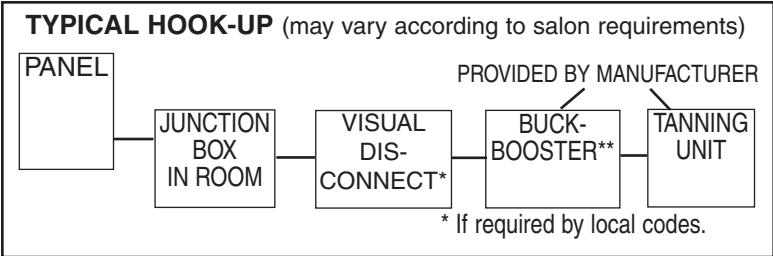 TYPICAL HOOK-UP (may vary according to salon requirements)
PANEL
PROVIDED BY MANUFACTURER
JUNCTION
BOX
IN ROOM
VISUAL
DIS-
CONNECT*
BUCK-
BOOSTER**
TANNING
UNIT
* If required by local codes.